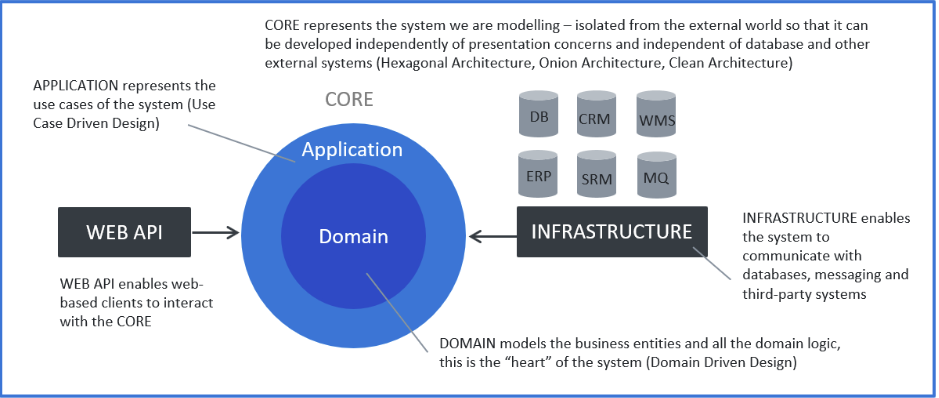 CORE represents the system we are modelling – isolated from the external world so that it can
be developed independently of presentation concerns and independent of database and other
external systems (Hexagonal Architecture, Onion Architecture, Clean Architecture)
APPLICATION represents the
use cases of the system (Use
Case Driven Design)
CORE
DB
CRM
WMS
ERP
SRM
MQ
Application
Domain
WEB API
INFRASTRUCTURE
WEB API enables web-
based clients to interact
with the CORE
INFRASTRUCTURE enables
the system to
communicate with
databases, messaging and
third-party systems
DOMAIN models the business entities and all the domain logic,
this is the “heart” of the system (Domain Driven Design)